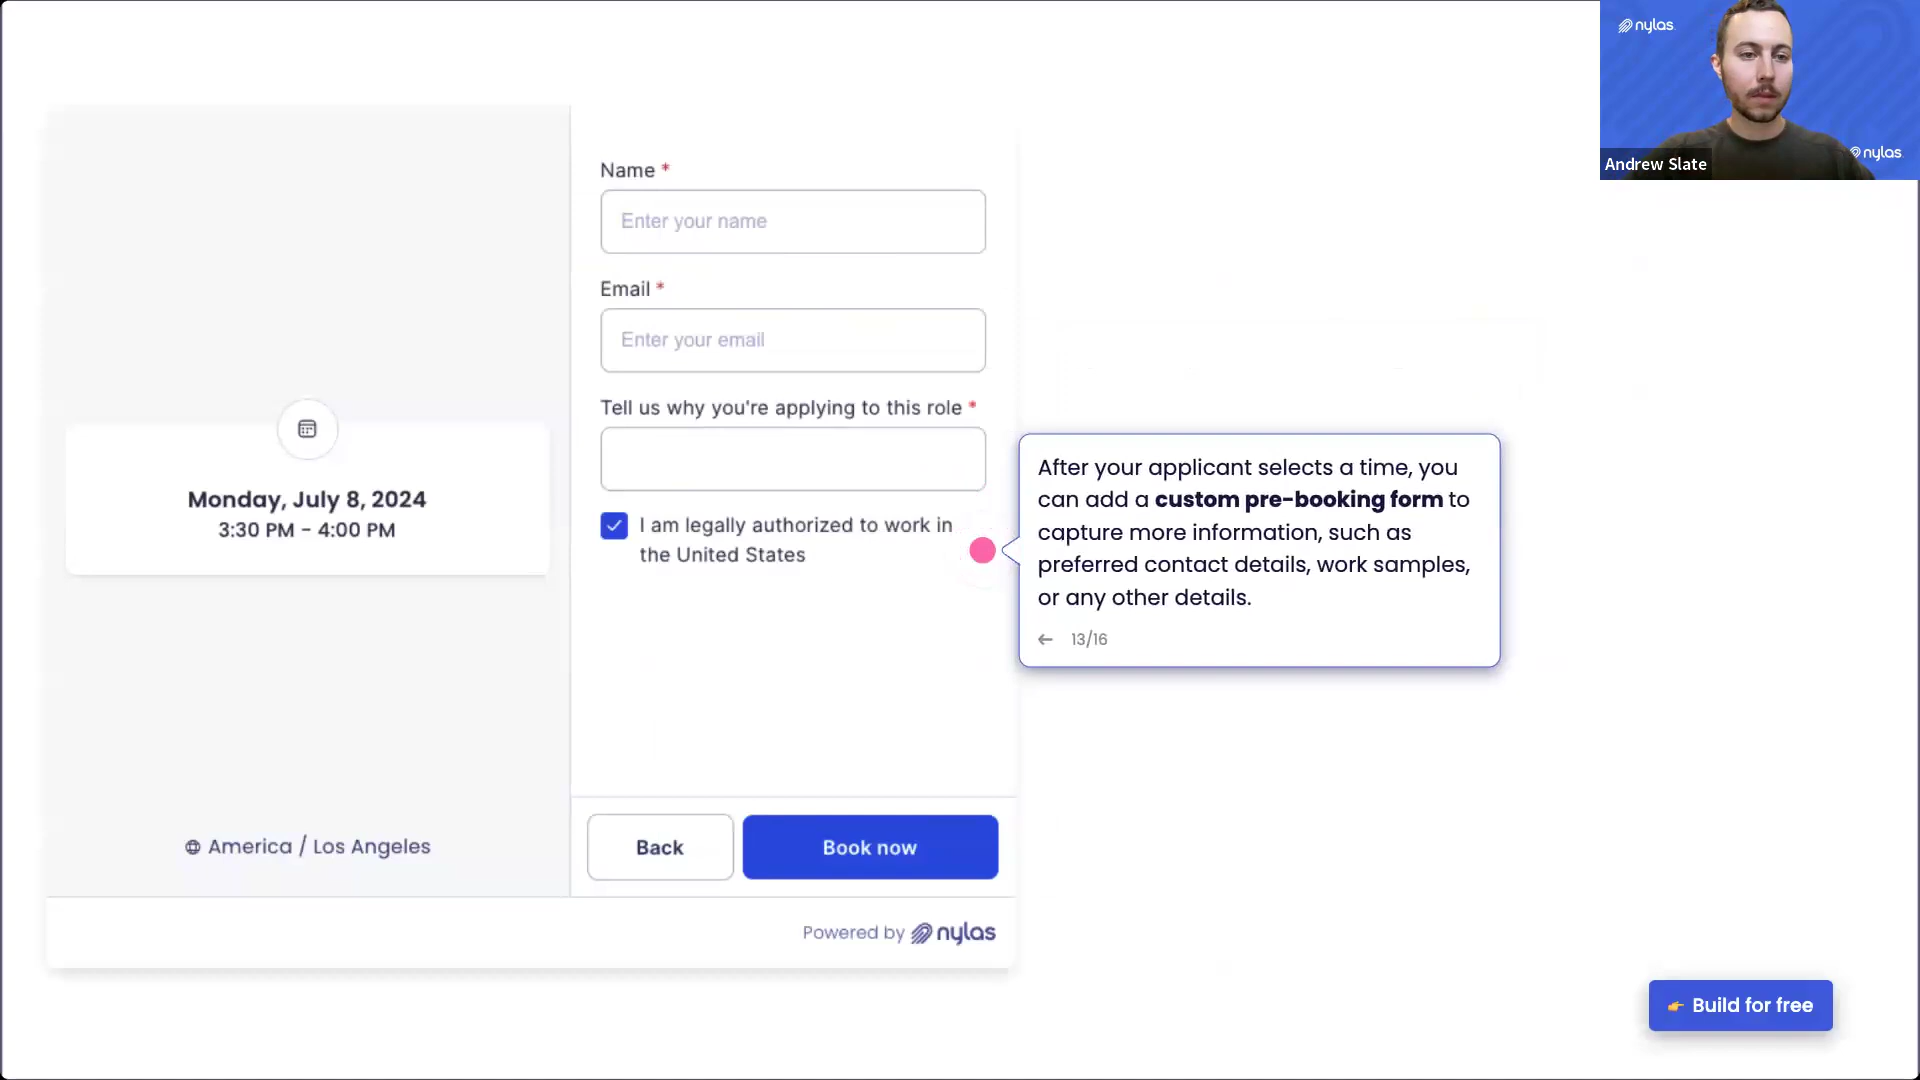 nylas
nylas
Andrew Slate
Monday, July 8, 2024
3:30 PM - 4:00 PM
America / Los Angeles
Name *
Enter your name
Email *
Enter your email
Tell us why you're applying to this role *
I am legally authorized to work in
the United States
Back
Book now
Powered by nylas
After your applicant selects a time, you
can add a custom pre-booking form to
capture more information, such as
preferred contact details, work samples,
or any other details.
← 13/16
Build for free